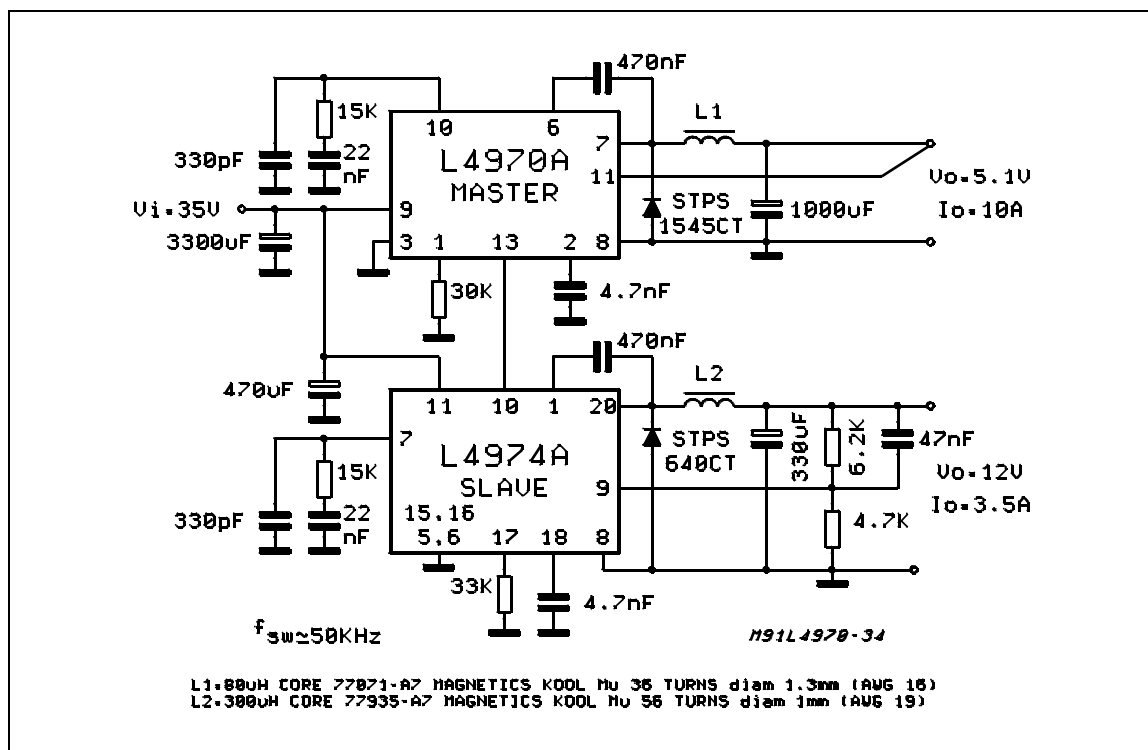 470nF
15K
10
6
L1
7
330pF
22
nF
L4970A
MASTER
11
Vo=5.1V
Vi=35V
9
STPS
1545CT
1000uF
Io=10A
3300uF
3
1
13
2
8
30K
4.7nF
470nF
L2
470uF
11
10
1
20
7
L4974A
SLAVE
STPS
640CT
330uF
6.2K
47nF
15K
9
Vo=12V
Io=3.5A
330pF
22
nF
15.16
5.6
17
18
8
4.7K
33K
4.7nF
fsw≃50KHz
M91L4970-34
L1=80uH CORE 77071-A7 MAGNETICS KOOL Mu 36 TURNS diam 1.3mm (AWG 16)
L2=300uH CORE 77935-A7 MAGNETICS KOOL Mu 56 TURNS diam 1mm (AWG 19)